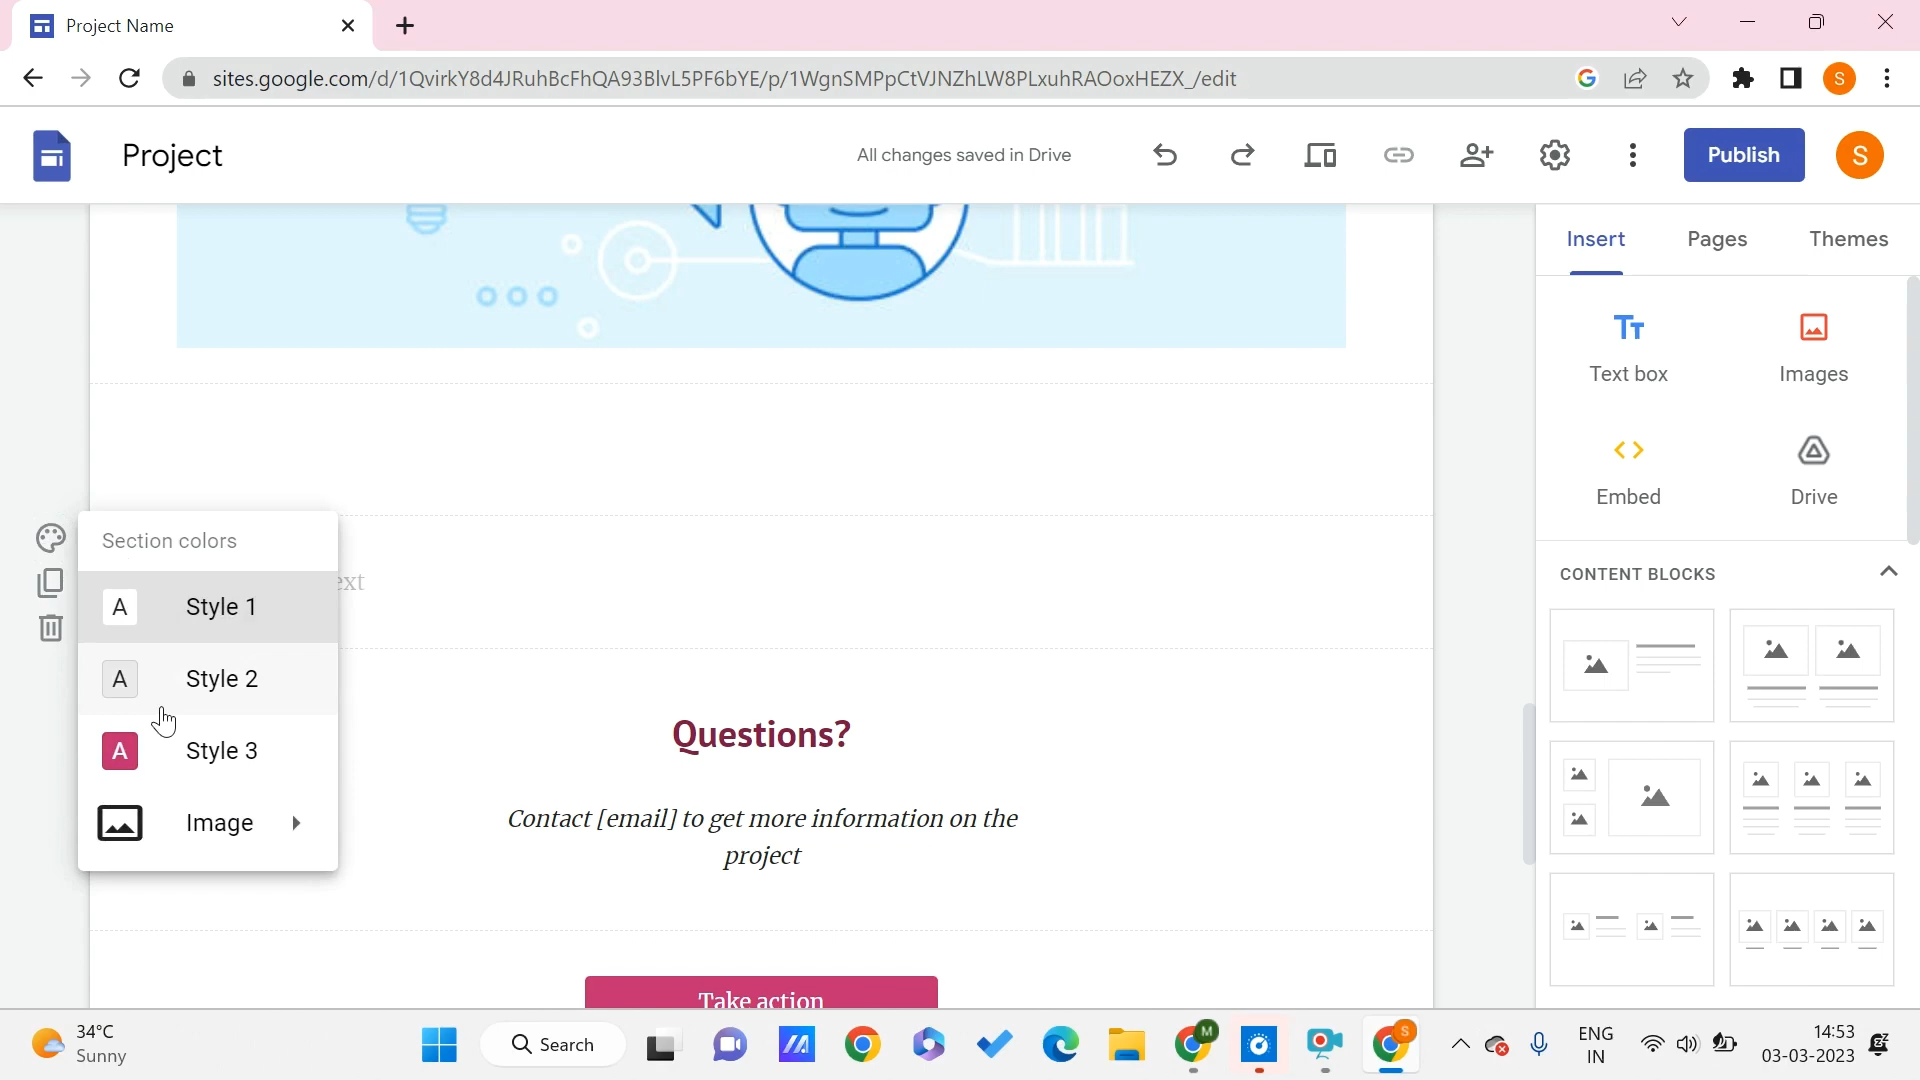 Project Name
sites.google.com/d/1QvirkY8d4JRuhBcFhQA93BlvL5PF6bYE/p/1WgnSMPpCtVJNZhLW8PLxuhRAOoxHEZX_/edit
S
Project
All changes saved in Drive
Publish
S
Insert
Pages
Themes
Text box
Images
Embed
Drive
CONTENT BLOCKS
Section colors
A Style 1
A Style 2
A Style 3
Image
ext
Questions?
Contact [email] to get more information on the
project
Take action
34°C
Sunny
Search
M
S
ENG
IN
14:53
03-03-2023